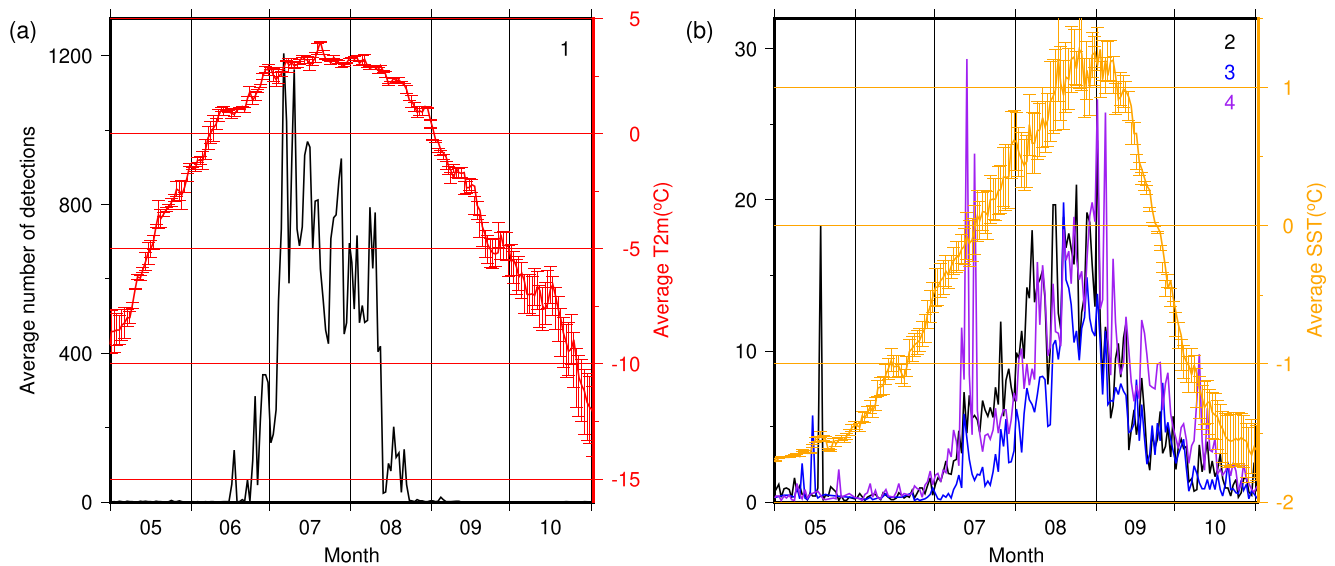 (a)
1
1200
800
400
0
Average number of detections
5
0
-5
-10
-15
Average T2m(ºC)
05 06 07 08 09 10
Month
(b)
2
3
4
30
20
10
0
1
0
-1
-2
Average SST(ºC)
05 06 07 08 09 10
Month